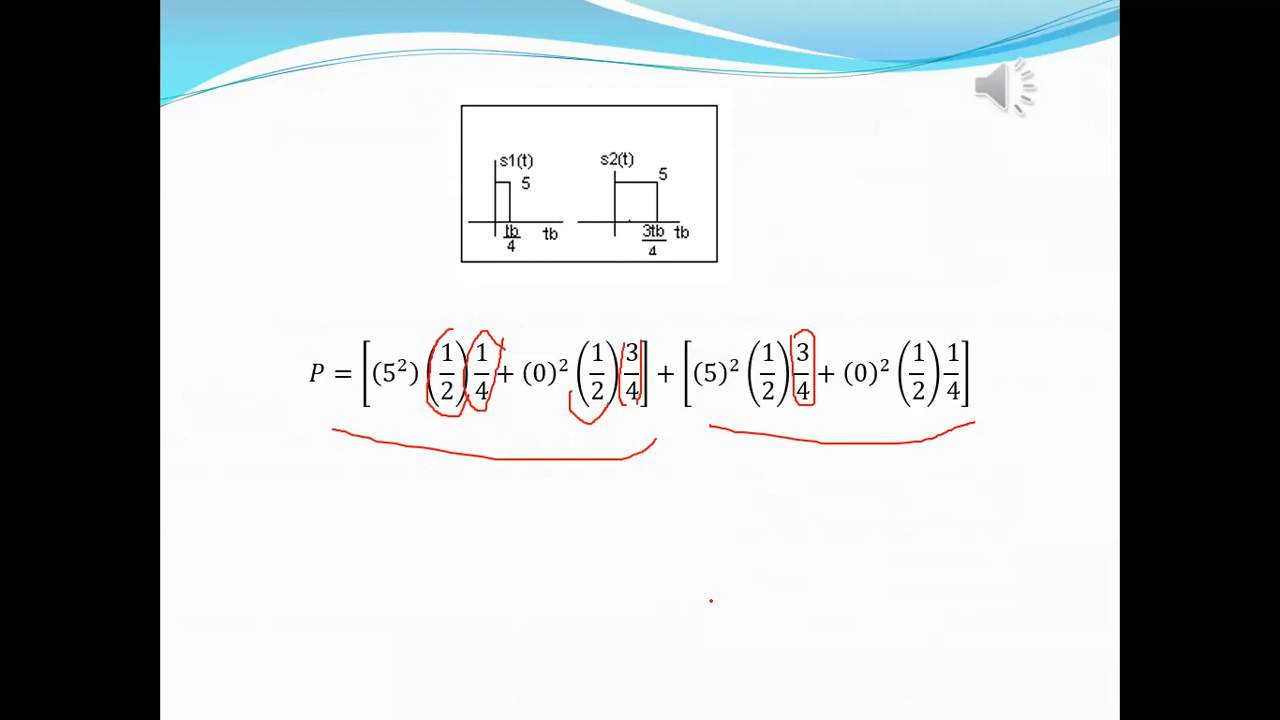 s1(t) s2(t)
5 5
tb/4 tb 3tb/4 tb
P = [(5²)(1/2)1/4 + (0)²(1/2)3/4] + [(5)²(1/2)3/4 + (0)²(1/2)1/4]